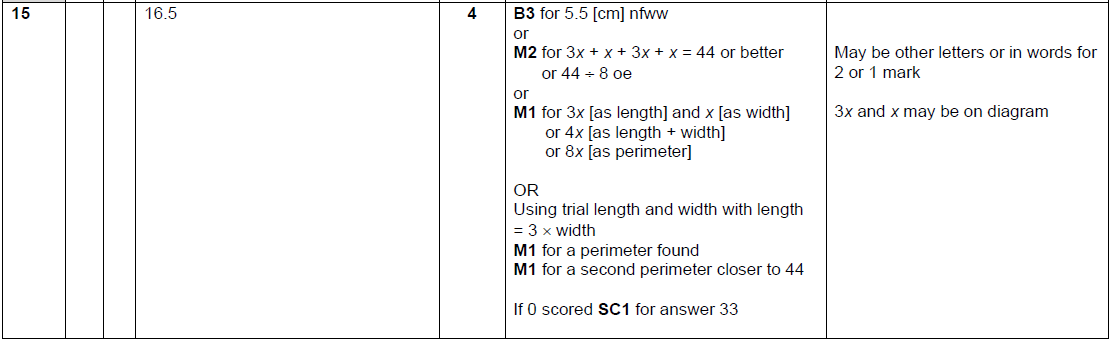 15 16.5 4 B3 for 5.5 [cm] nfww
or
M2 for 3x + x + 3x + x = 44 or better May be other letters or in words for
or 44 ÷ 8 oe 2 or 1 mark
or
M1 for 3x [as length] and x [as width] 3x and x may be on diagram
or 4x [as length + width]
or 8x [as perimeter]
OR
Using trial length and width with length
= 3 × width
M1 for a perimeter found
M1 for a second perimeter closer to 44
If 0 scored SC1 for answer 33